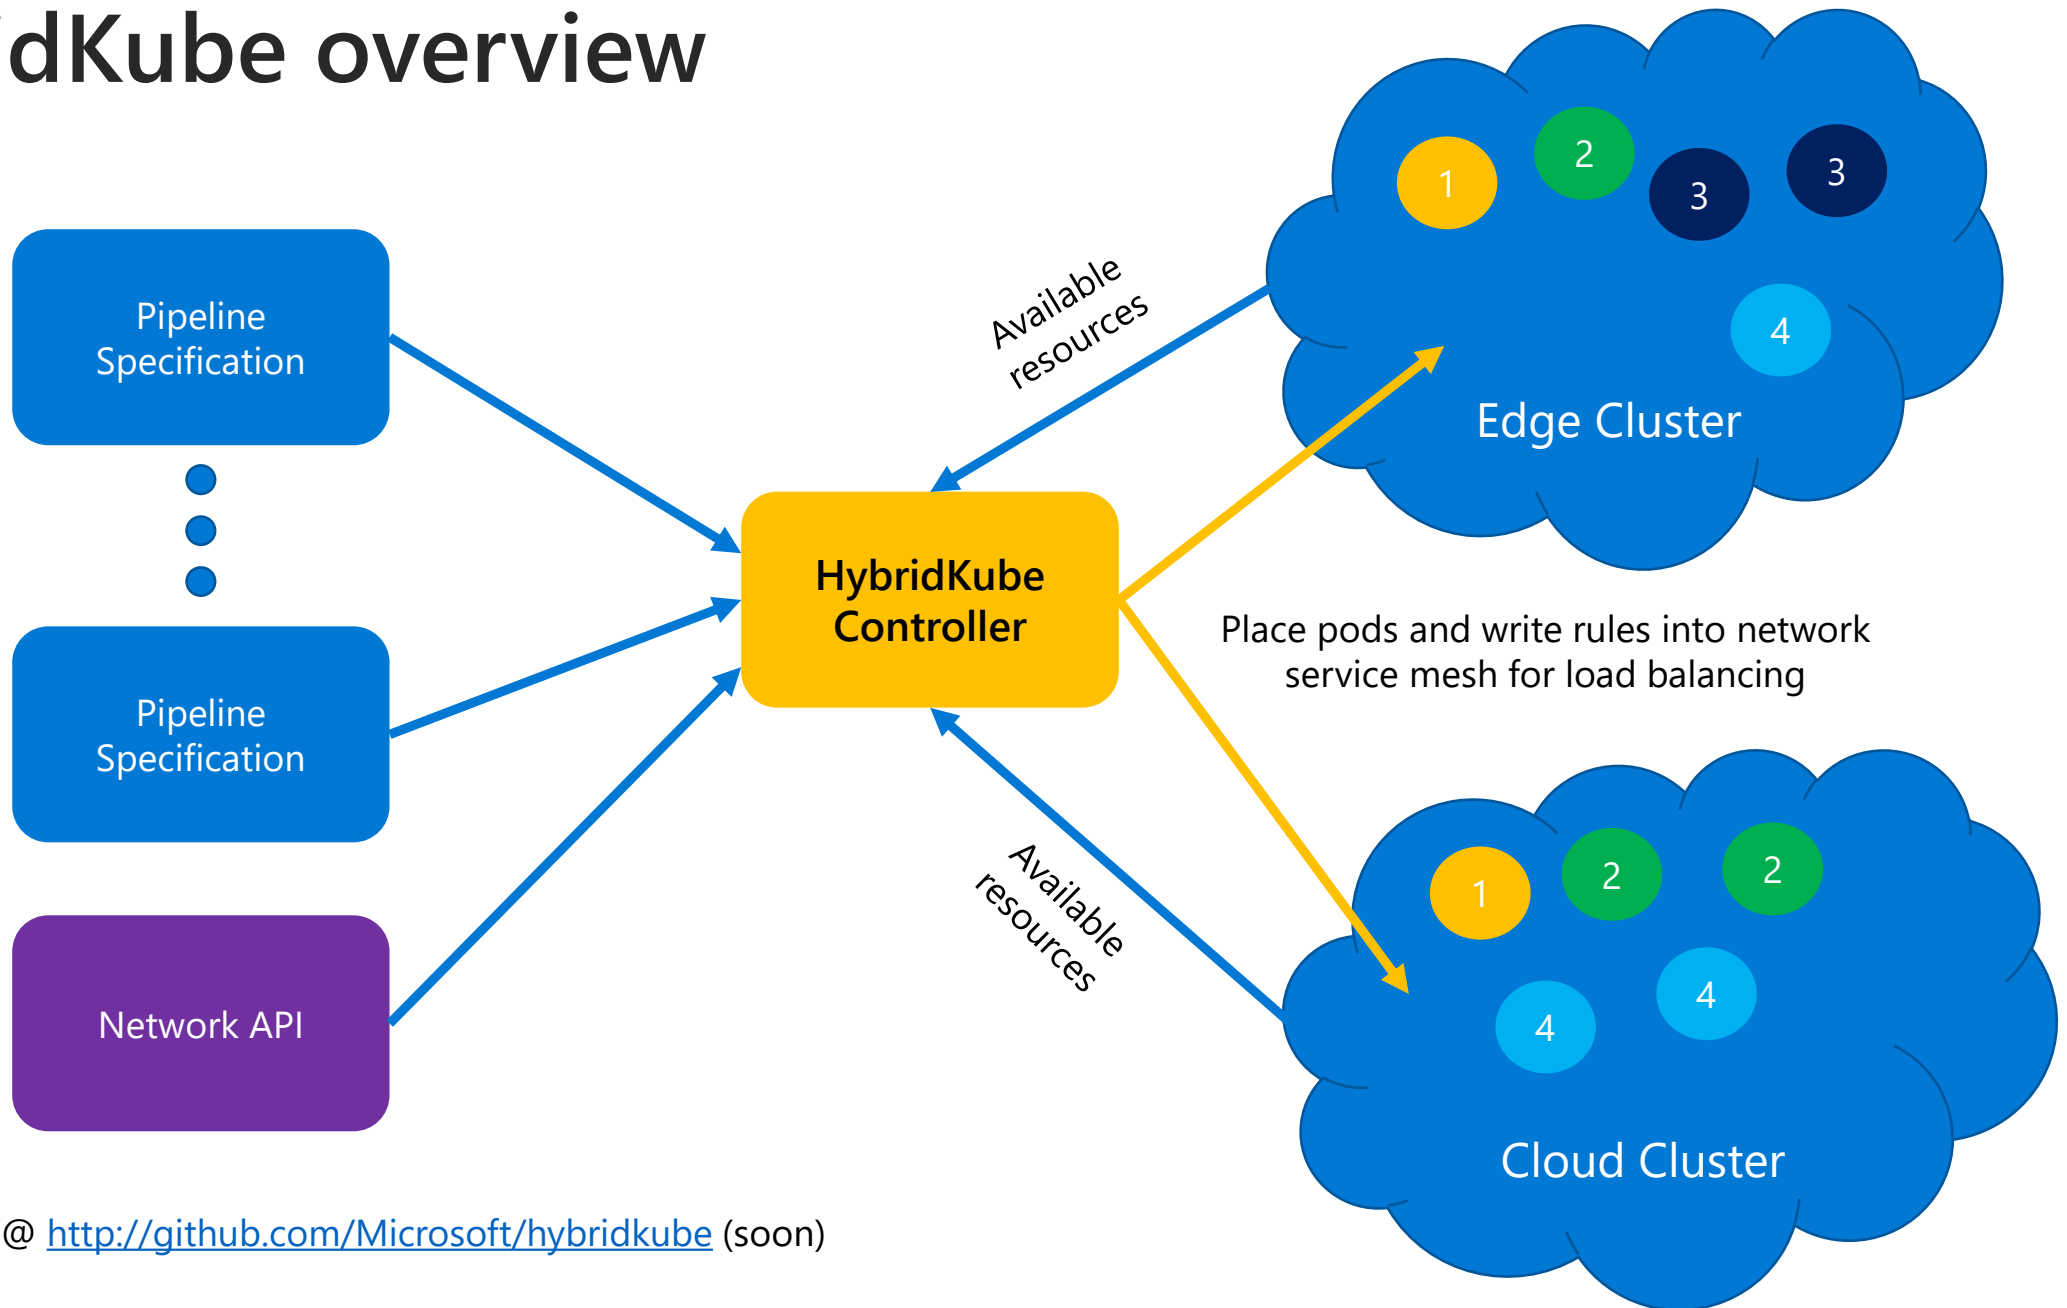 dKube overview
Pipeline
Specification
Pipeline
Specification
Network API
HybridKube
Controller
Available
resources
Available
resources
1
2
3
3
4
Edge Cluster
Place pods and write rules into network
service mesh for load balancing
1
2
2
4
4
Cloud Cluster
@ http://github.com/Microsoft/hybridkube (soon)